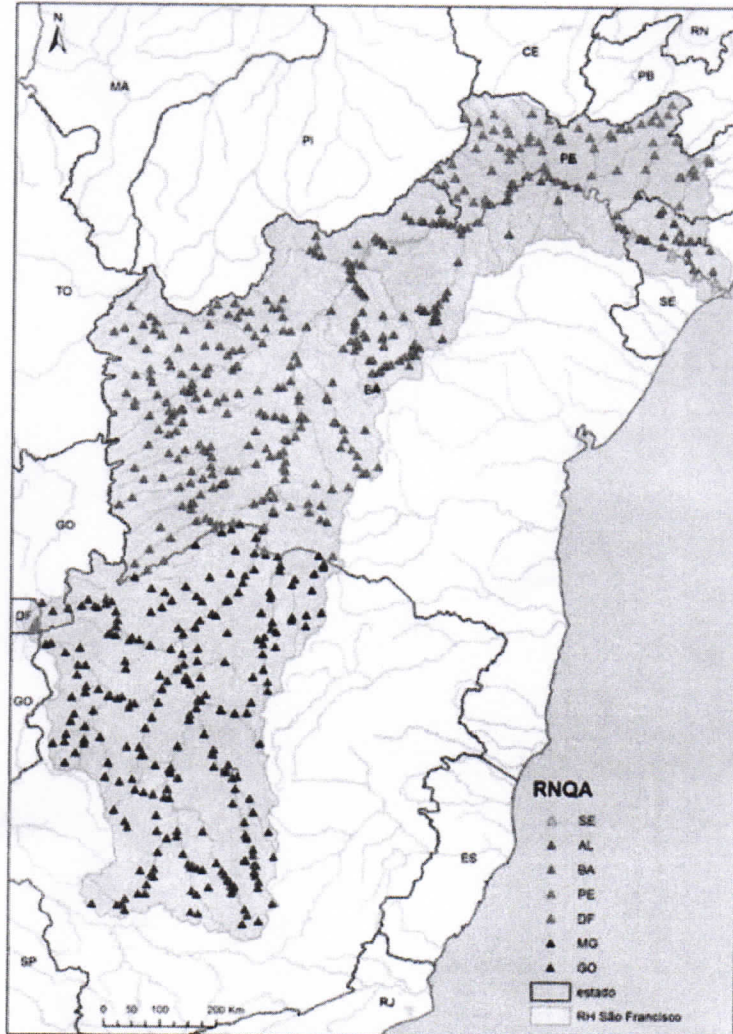 N
RN
CE
PB
MA
PI
PE
AL
TO
SE
BA
GO
DF
GO
RNQA
SE
AL
BA
ES
PE
DF
MG
SP
GO
estado
RJ
0 50 100 200 Km
RH São Francisco